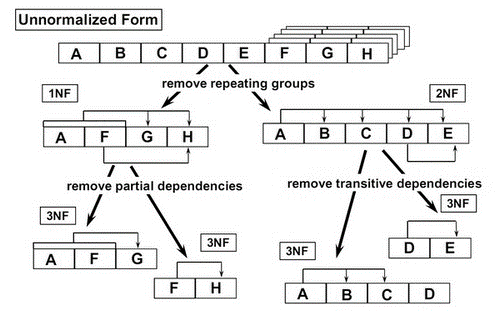 Unnormalized Form
A B C D E F G H
remove repeating groups
1NF
2NF
A F G H
A B C D E
remove partial dependencies
remove transitive dependencies
3NF
3NF
A F G
D E
3NF
3NF
F H
A B C D